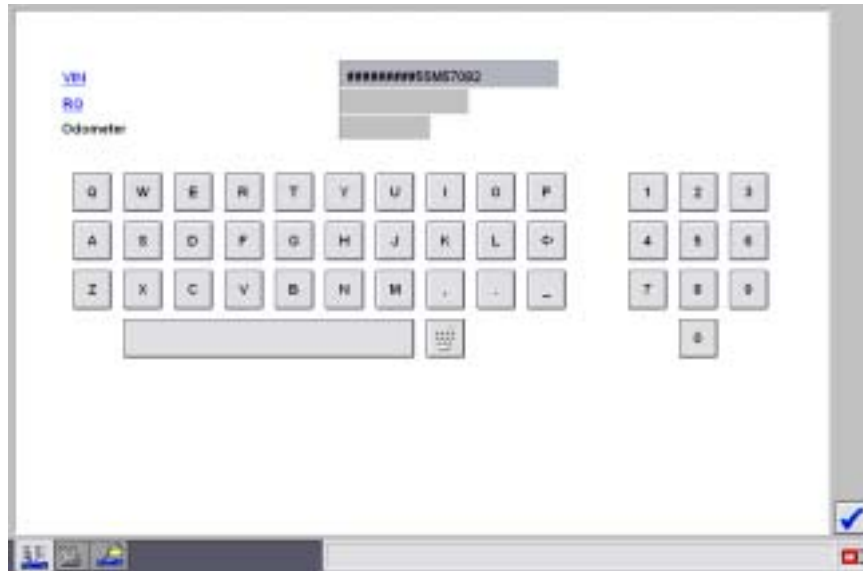 VIN
#########5SM57092
RO
Odometer
Q W E R T Y U I O P 1 2 3
A S D F G H J K L 4 5 6
Z X C V B N M , . _ 7 8 9
0